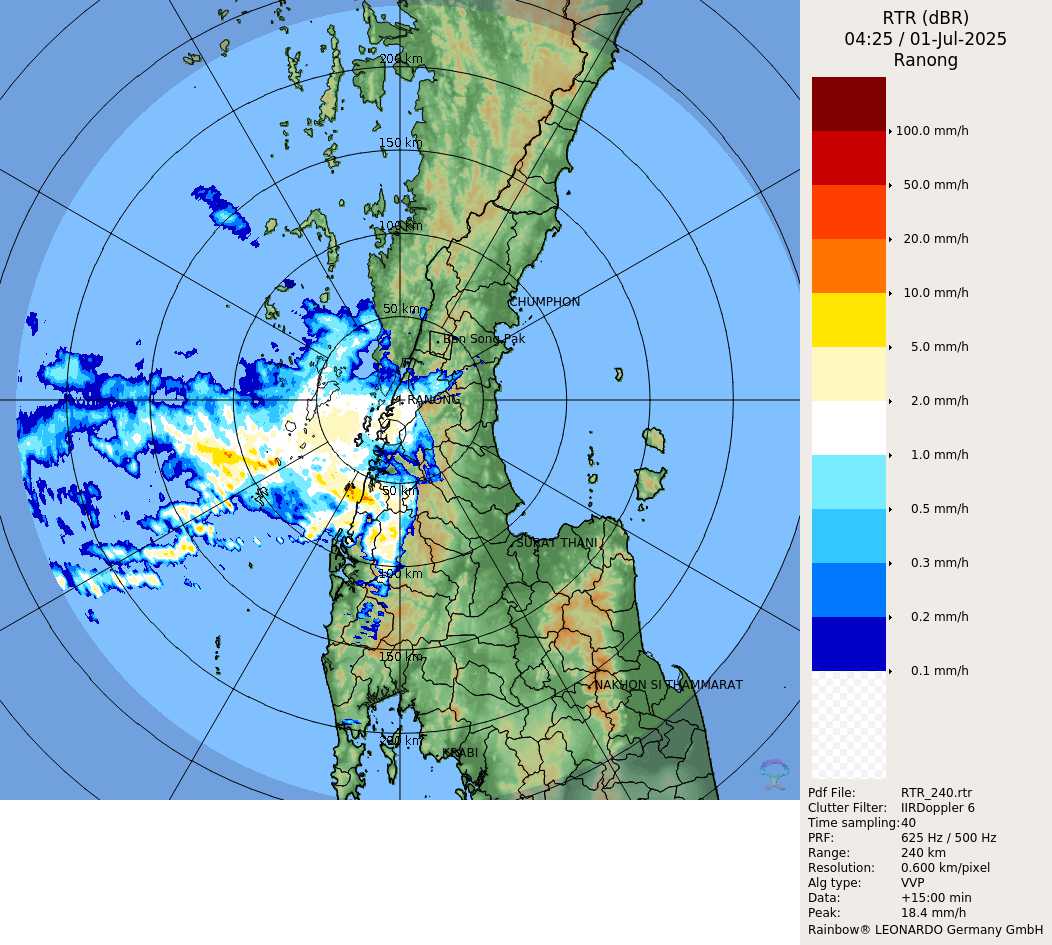 RTR (dBR)
04:25 / 01-Jul-2025
Ranong
200 km
150 km
100 km
50 km
CHUMPHON
Ban Song Pak
RANONG
50 km
SURAT THANI
100 km
150 km
NAKHON SI THAMMARAT
200 km
KRABI
100.0 mm/h
50.0 mm/h
20.0 mm/h
10.0 mm/h
5.0 mm/h
2.0 mm/h
1.0 mm/h
0.5 mm/h
0.3 mm/h
0.2 mm/h
0.1 mm/h
Pdf File: RTR_240.rtr
Clutter Filter: IIRDoppler 6
Time sampling:40
PRF: 625 Hz / 500 Hz
Range: 240 km
Resolution: 0.600 km/pixel
Alg type: VVP
Data: +15:00 min
Peak: 18.4 mm/h
Rainbow® LEONARDO Germany GmbH